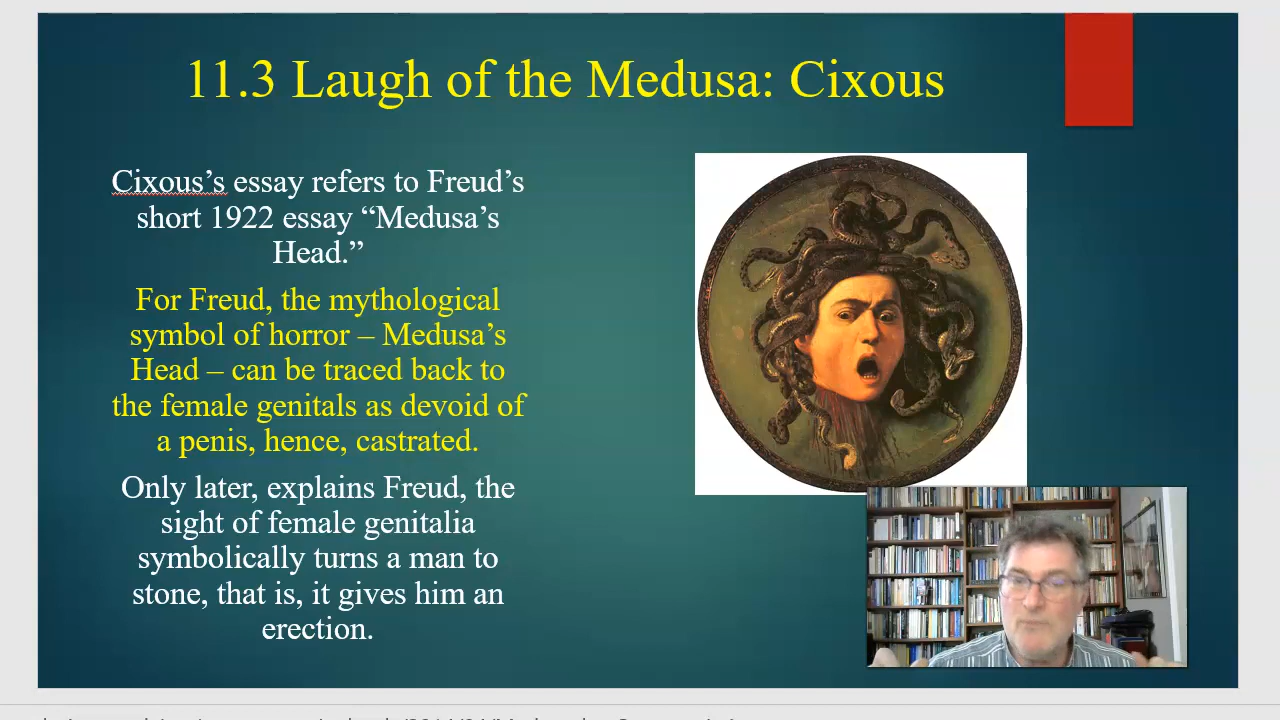 11.3 Laugh of the Medusa: Cixous
Cixous’s essay refers to Freud’s
short 1922 essay “Medusa’s
Head.”
For Freud, the mythological
symbol of horror – Medusa’s
Head – can be traced back to
the female genitals as devoid of
a penis, hence, castrated.
Only later, explains Freud, the
sight of female genitalia
symbolically turns a man to
stone, that is, it gives him an
erection.